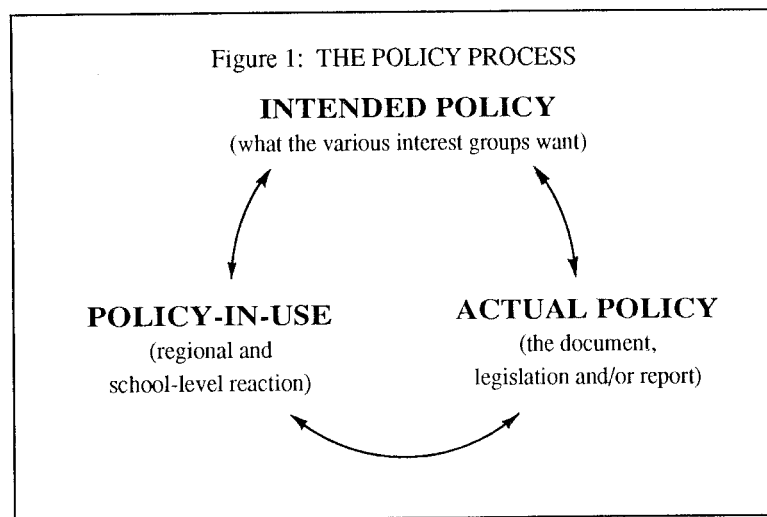 Figure 1: THE POLICY PROCESS
INTENDED POLICY
(what the various interest groups want)
POLICY-IN-USE
(regional and
school-level reaction)
ACTUAL POLICY
(the document,
legislation and/or report)